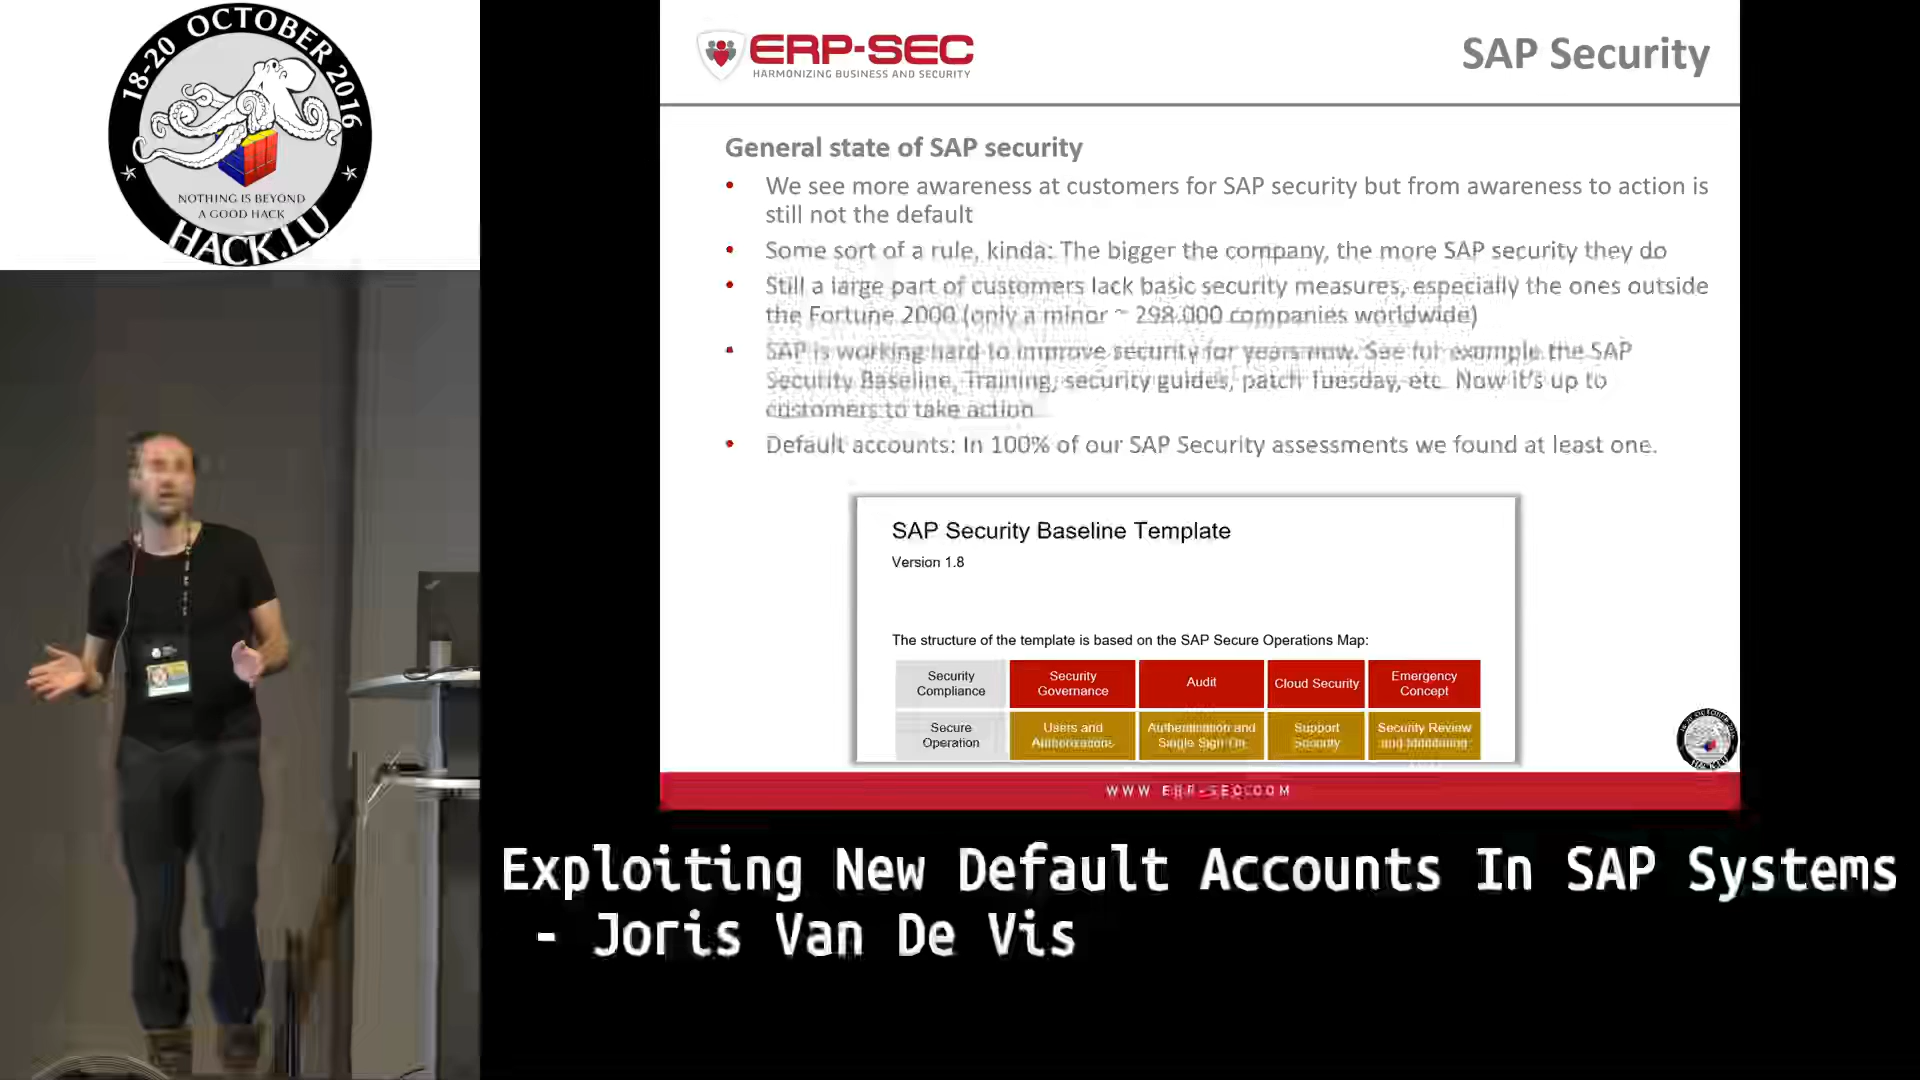 18-20 OCTOBER 2016
NOTHING IS BEYOND
A GOOD HACK
HACK.LU
ERP-SEC
HARMONIZING BUSINESS AND SECURITY
SAP Security
General state of SAP security
• We see more awareness at customers for SAP security but from awareness to action is
still not the default
• Some sort of a rule, kinda: The bigger the company, the more SAP security they do
• Still a large part of customers lack basic security measures, especially the ones outside
the Fortune 2000 (only a minor ~ 298.000 companies worldwide)
• SAP is working hard to improve security for years now. See for example the SAP
Security Baseline, Training, security guides, patch Tuesday, etc. Now it's up to
customers to take action
• Default accounts: In 100% of our SAP Security assessments we found at least one.
SAP Security Baseline Template
Version 1.8
The structure of the template is based on the SAP Secure Operations Map:
Security Compliance
Security Governance
Audit
Cloud Security
Emergency Concept
Secure Operation
Users and Authorizations
Authentication and Single Sign On
Support Security
Security Review and Monitoring
WWW.ERP-SEC.COM
Exploiting New Default Accounts In SAP Systems
- Joris Van De Vis